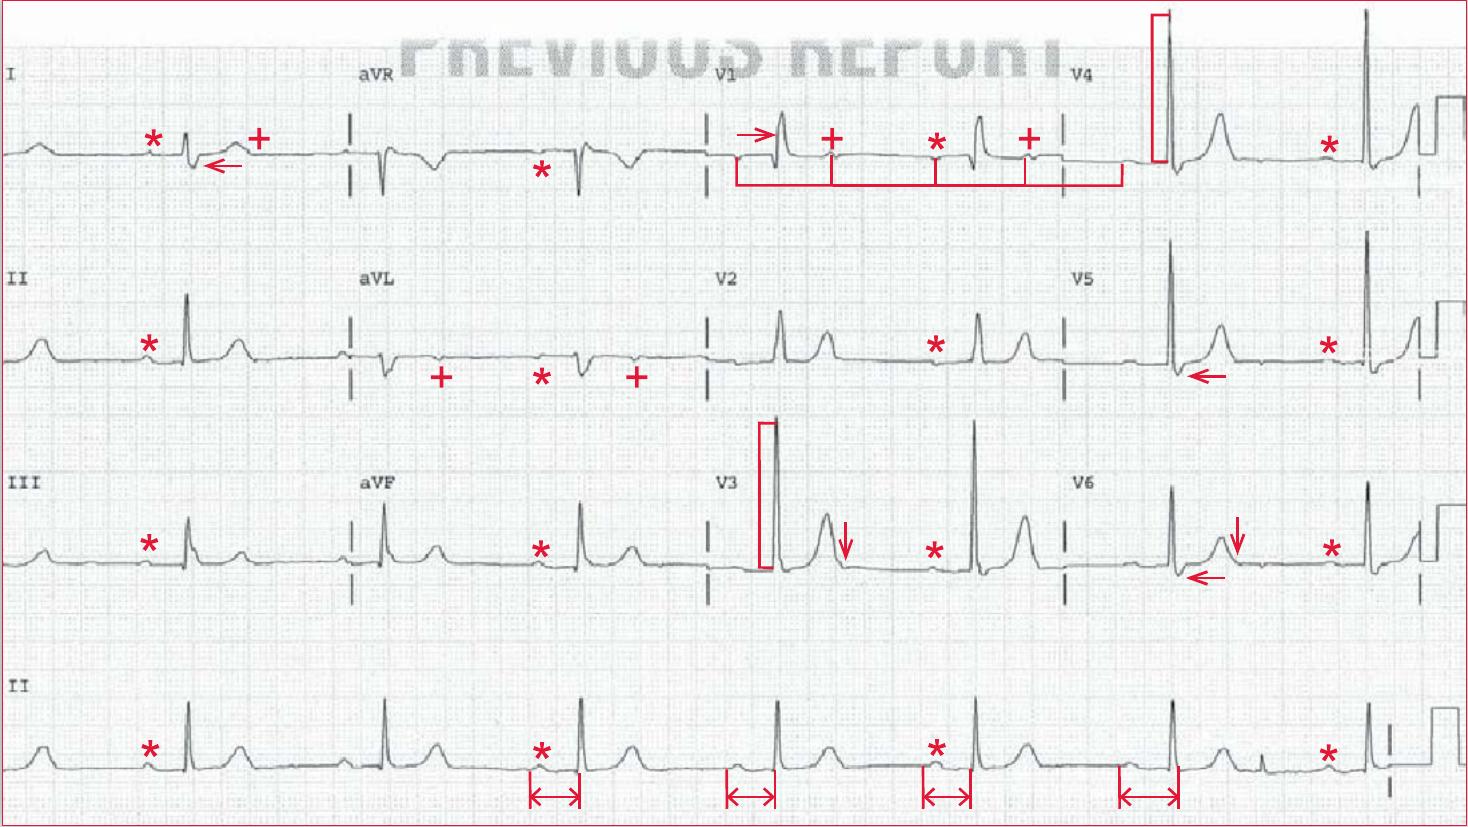 PREVIOUS REPORT
I aVR V1 V4
* + * + * + * + *
II aVL V2 V5
* + * + * *
III aVF V3 V6
* * * *
II
* * * *